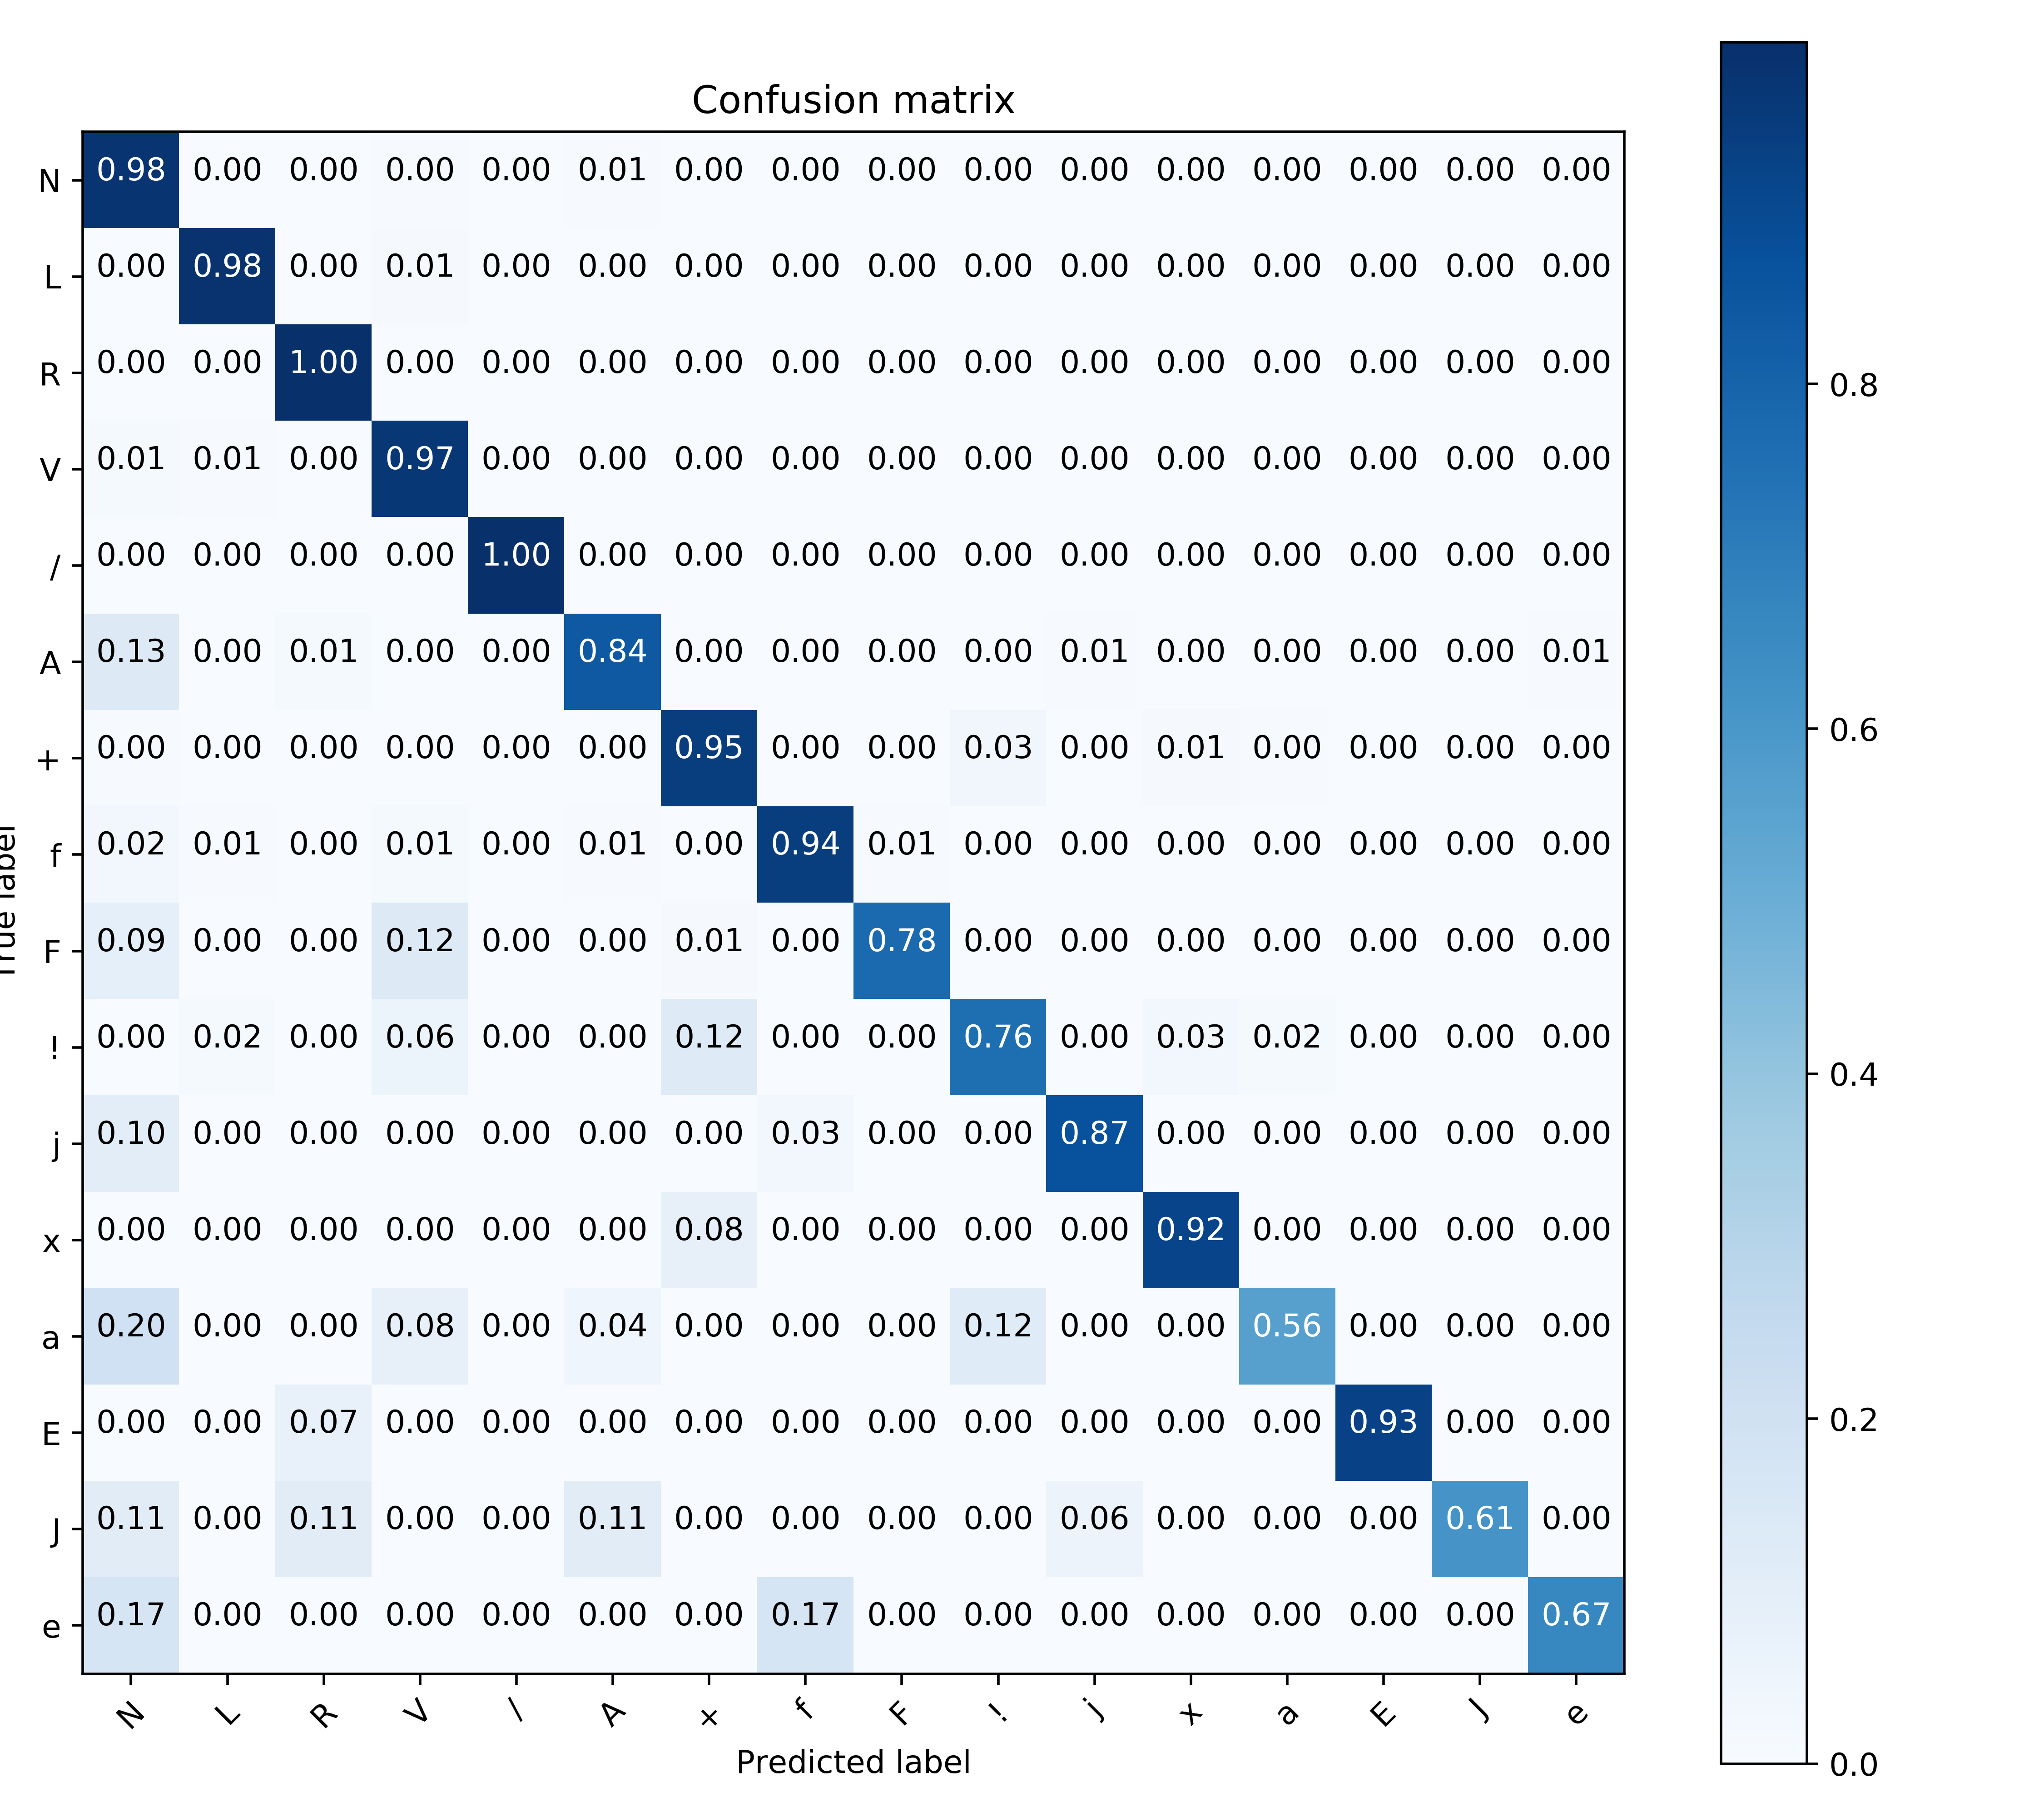 Confusion matrix
N 0.98 0.00 0.00 0.00 0.00 0.01 0.00 0.00 0.00 0.00 0.00 0.00 0.00 0.00 0.00 0.00
L 0.00 0.98 0.00 0.01 0.00 0.00 0.00 0.00 0.00 0.00 0.00 0.00 0.00 0.00 0.00 0.00
R 0.00 0.00 1.00 0.00 0.00 0.00 0.00 0.00 0.00 0.00 0.00 0.00 0.00 0.00 0.00 0.00
V 0.01 0.01 0.00 0.97 0.00 0.00 0.00 0.00 0.00 0.00 0.00 0.00 0.00 0.00 0.00 0.00
/ 0.00 0.00 0.00 0.00 1.00 0.00 0.00 0.00 0.00 0.00 0.00 0.00 0.00 0.00 0.00 0.00
A 0.13 0.00 0.01 0.00 0.00 0.84 0.00 0.00 0.00 0.00 0.01 0.00 0.00 0.00 0.00 0.01
+ 0.00 0.00 0.00 0.00 0.00 0.00 0.95 0.00 0.00 0.03 0.00 0.01 0.00 0.00 0.00 0.00
f 0.02 0.01 0.00 0.01 0.00 0.01 0.00 0.94 0.01 0.00 0.00 0.00 0.00 0.00 0.00 0.00
F 0.09 0.00 0.00 0.12 0.00 0.00 0.01 0.00 0.78 0.00 0.00 0.00 0.00 0.00 0.00 0.00
! 0.00 0.02 0.00 0.06 0.00 0.00 0.12 0.00 0.00 0.76 0.00 0.03 0.02 0.00 0.00 0.00
j 0.10 0.00 0.00 0.00 0.00 0.00 0.00 0.03 0.00 0.00 0.87 0.00 0.00 0.00 0.00 0.00
x 0.00 0.00 0.00 0.00 0.00 0.00 0.08 0.00 0.00 0.00 0.00 0.92 0.00 0.00 0.00 0.00
a 0.20 0.00 0.00 0.08 0.00 0.04 0.00 0.00 0.00 0.12 0.00 0.00 0.56 0.00 0.00 0.00
E 0.00 0.00 0.07 0.00 0.00 0.00 0.00 0.00 0.00 0.00 0.00 0.00 0.00 0.93 0.00 0.00
J 0.11 0.00 0.11 0.00 0.00 0.11 0.00 0.00 0.00 0.00 0.06 0.00 0.00 0.00 0.61 0.00
e 0.17 0.00 0.00 0.00 0.00 0.00 0.00 0.17 0.00 0.00 0.00 0.00 0.00 0.00 0.00 0.67
N L R V / A + f F ! j x a E J e
Predicted label
True label
0.8
0.6
0.4
0.2
0.0